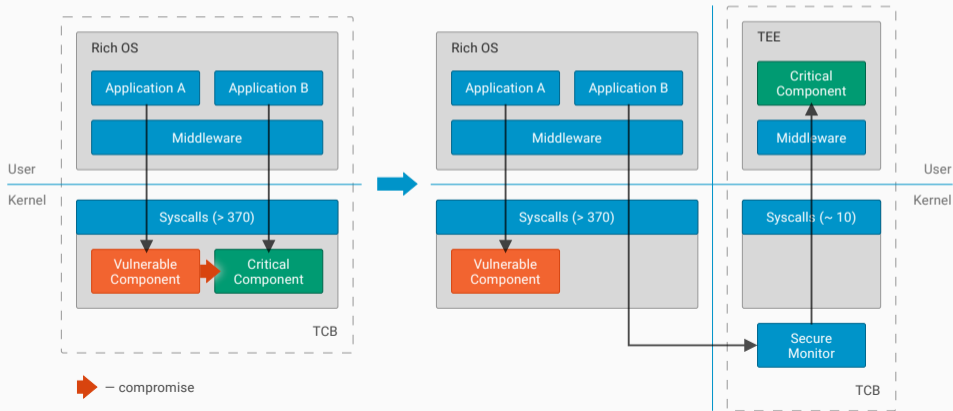 Rich OS
Application A
Application B
Middleware
User
Kernel
Syscalls (> 370)
Vulnerable
Component
Critical
Component
TCB
– compromise
Rich OS
Application A
Application B
Middleware
Syscalls (> 370)
Vulnerable
Component
TEE
Critical
Component
Middleware
User
Kernel
Syscalls (~ 10)
Secure
Monitor
TCB